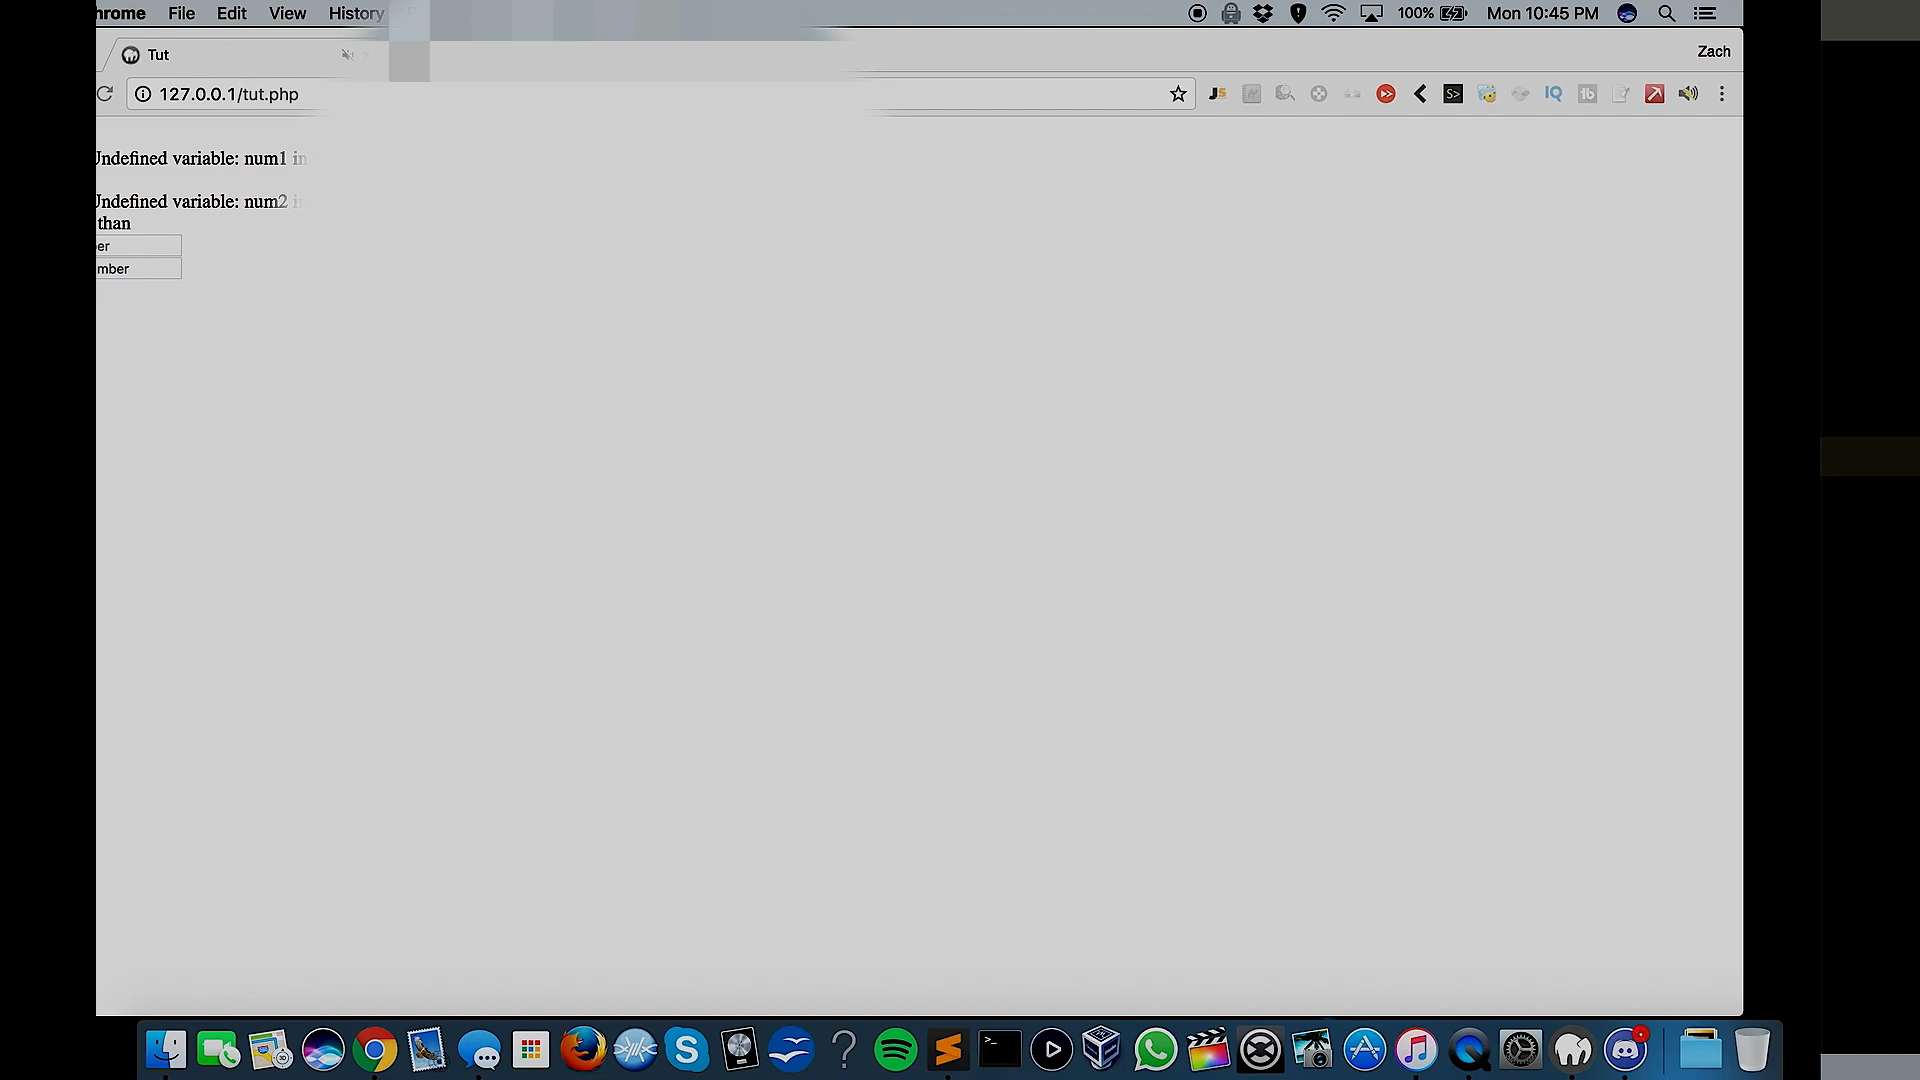 hrome File Edit View History 100% Mon 10:45 PM
Tut Zach
127.0.0.1/tut.php
Undefined variable: num1 in
Undefined variable: num2
than
er
mber